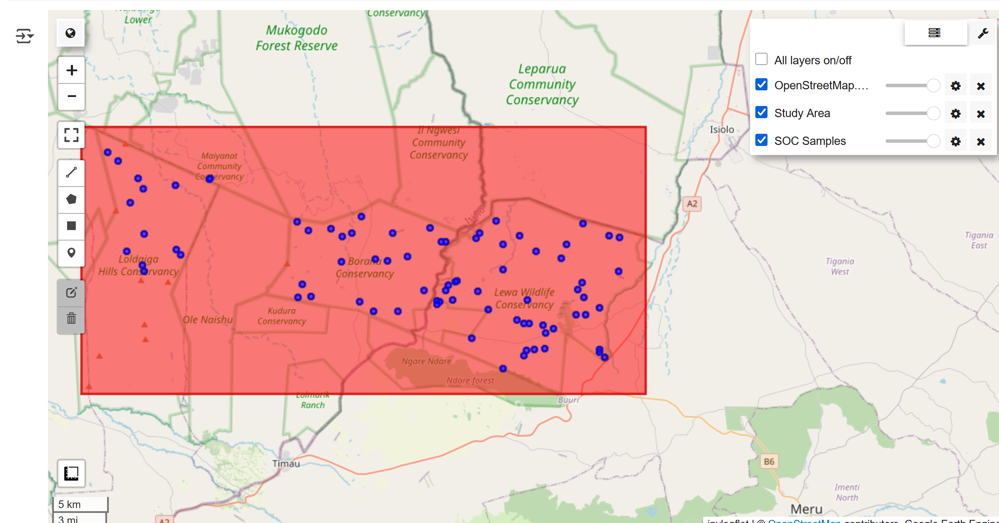 Lower
Conservancy
Mukogodo
Forest Reserve
Leparua
Community
Conservancy
All layers on/off
OpenStreetMap....
Study Area
SOC Samples
Isiolo
Il Ngwesi
Community
Conservancy
Maiyanat
Community
Conservancy
A2
Isiolo
Tigania
East
Tigania
West
Loldaiga
Hills Conservancy
Borana
Conservancy
Lewa Wildlife
Conservancy
Kudura
Conservancy
Ole Naishu
Ngare Ndare
Ndare forest
Lolmarik
Ranch
Buuri
Timau
B6
Imenti
North
Meru
5 km
3 mi
A2
ipyleaflet | © OpenStreetMap contributors, Google Earth Engine